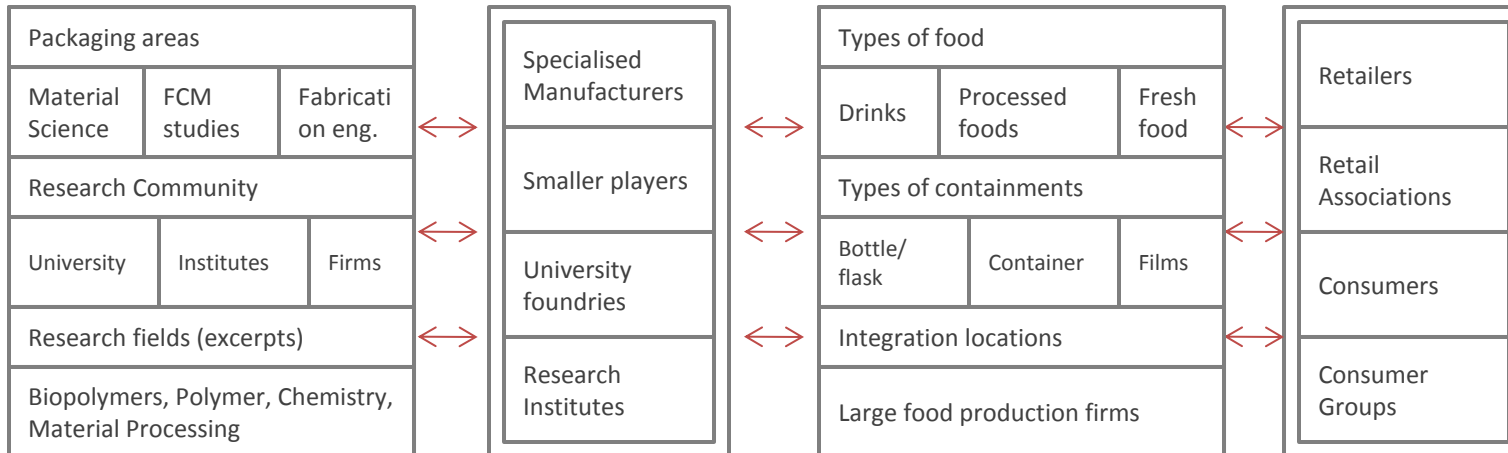 Packaging areas
Material
Science
FCM
studies
Fabricati
on eng.
Research Community
University
Institutes
Firms
Research fields (excerpts)
Biopolymers, Polymer, Chemistry,
Material Processing
Specialised
Manufacturers
Smaller players
University
foundries
Research
Institutes
Types of food
Drinks
Processed
foods
Fresh
food
Types of containments
Bottle/
flask
Container
Films
Integration locations
Large food production firms
Retailers
Retail
Associations
Consumers
Consumer
Groups